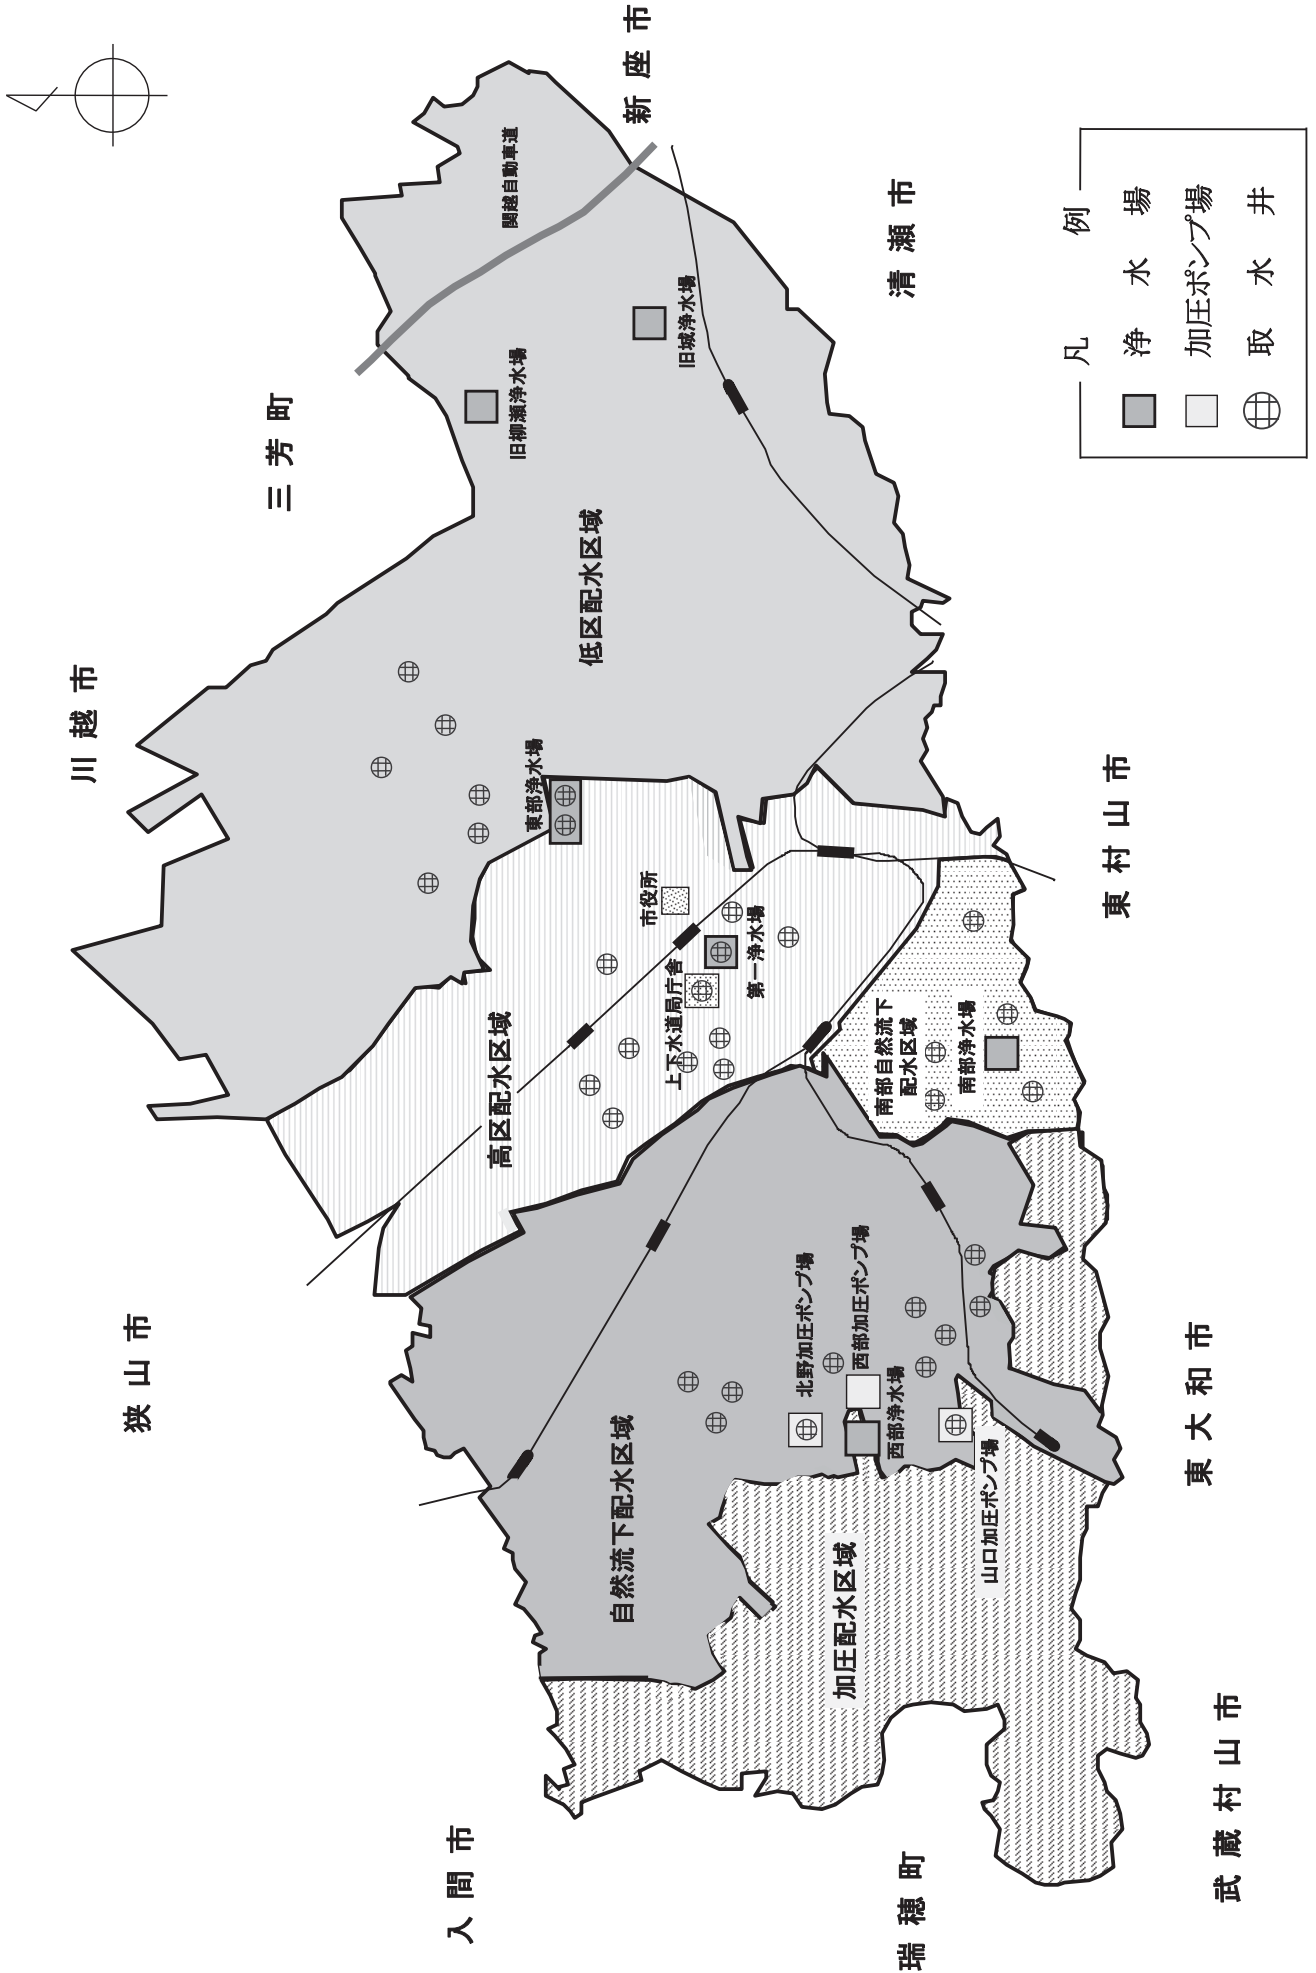 新座市
関越自動車道
清瀬市
旧城浄水場
旧柳瀬浄水場
三芳町
低区配水区域
川越市
東部浄水場
東村山市
市役所
第一浄水場
上下水道局庁舎
高区配水区域
南部自然流下
配水区域
南部浄水場
狭山市
北野加圧ポンプ場
西部加圧ポンプ場
西部浄水場
東大和市
自然流下配水区域
山口加圧ポンプ場
加圧配水区域
入間市
瑞穂町
武蔵村山市
凡例
浄水場
加圧ポンプ場
取水井